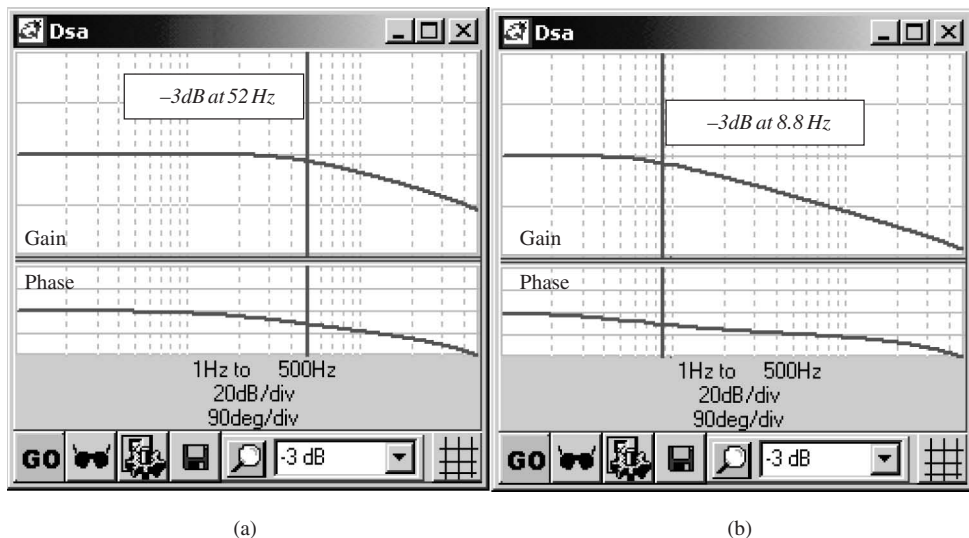 Dsa
–3dB at 52 Hz
Gain
Phase
1Hz to 500Hz
20dB/div
90deg/div
GO
-3 dB
(a)
Dsa
–3dB at 8.8 Hz
Gain
Phase
1Hz to 500Hz
20dB/div
90deg/div
GO
-3 dB
(b)